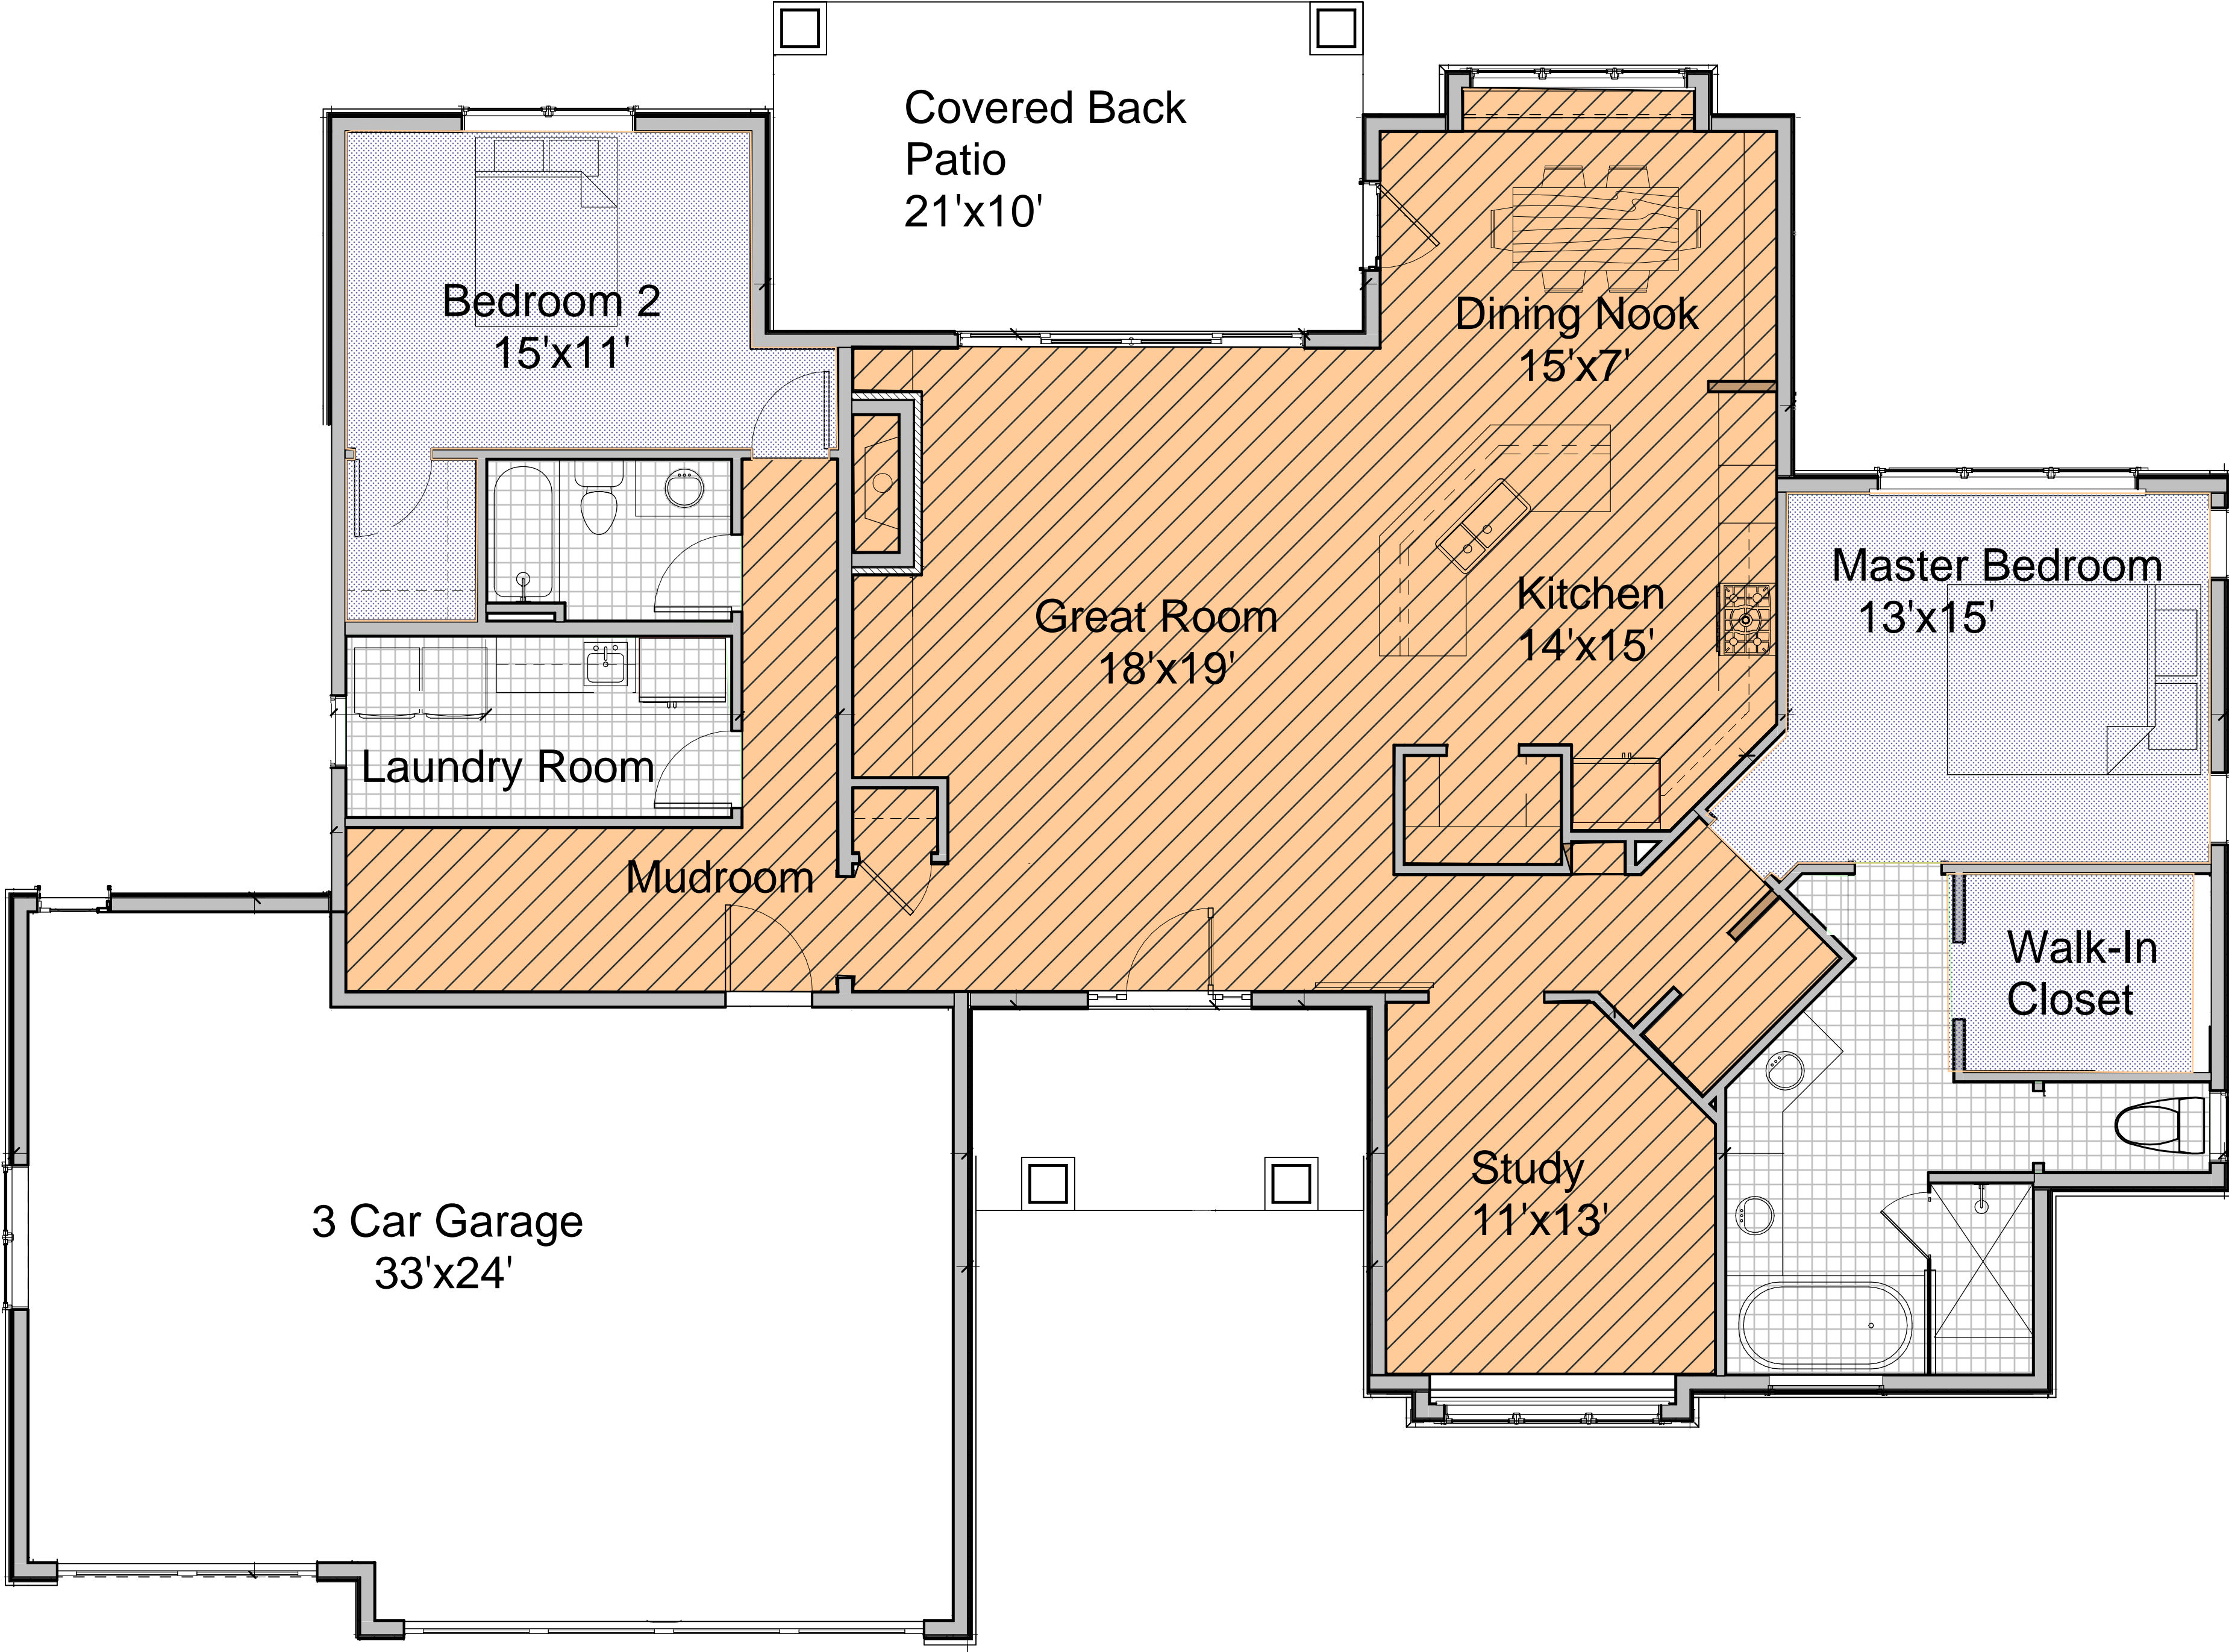 Covered Back
Patio
21'x10'
Bedroom 2
15'x11'
Dining Nook
15'x7'
Master Bedroom
13'x15'
Great Room
18'x19'
Kitchen
14'x15'
Laundry Room
Mudroom
Walk-In
Closet
Study
11'x13'
3 Car Garage
33'x24'